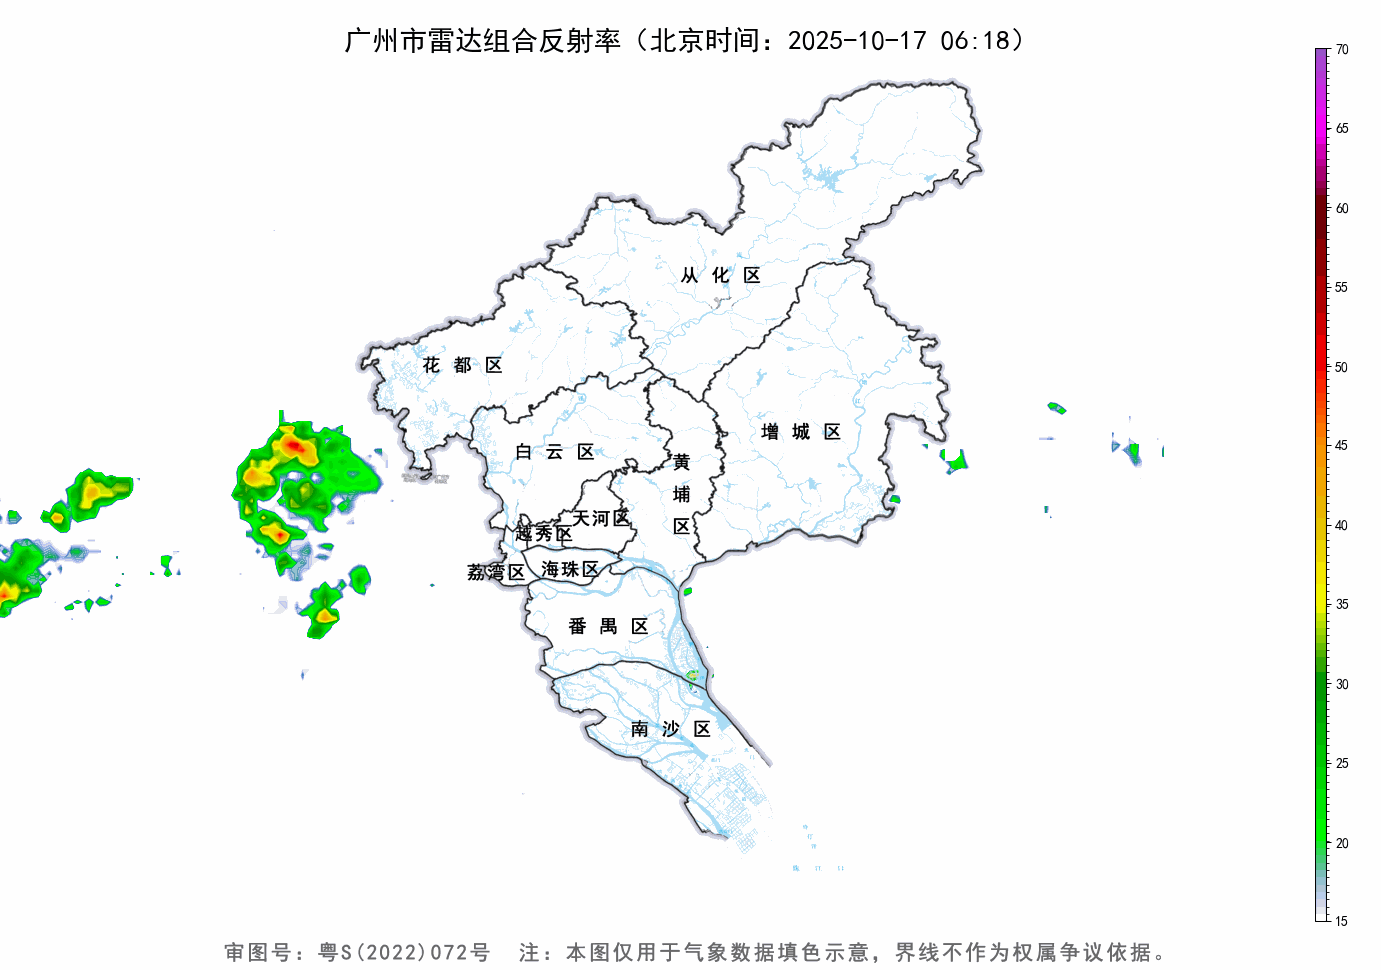 广州市雷达组合反射率（北京时间：2025-10-17 06:18）
70
65
60
55
50
45
40
35
30
25
20
15
从化区
花都区
增城区
白云区
黄埔区
天河区
越秀区
荔湾区
海珠区
番禺区
南沙区
审图号：粤S(2022)072号　注：本图仅用于气象数据填色示意，界线不作为权属争议依据。